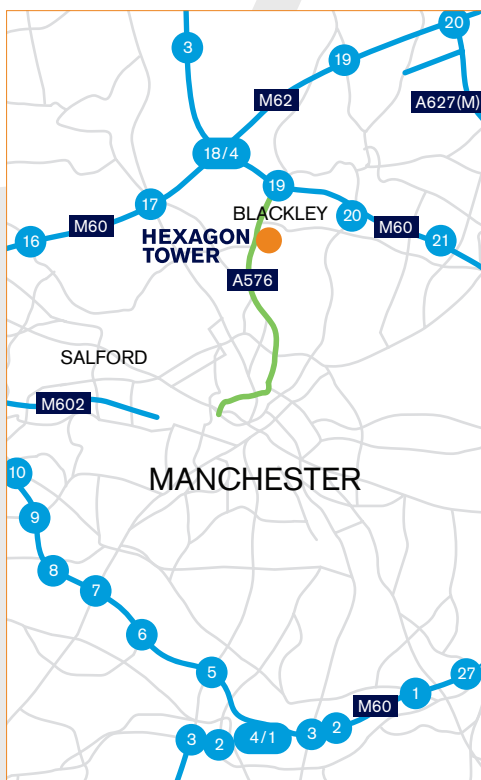 20
3
19
M62
A627(M)
18/4
19
17
BLACKLEY
20
M60
16
M60
HEXAGON
TOWER
21
A576
SALFORD
M602
MANCHESTER
10
9
8
7
6
5
27
1
M60
3
2
4/1
3
2